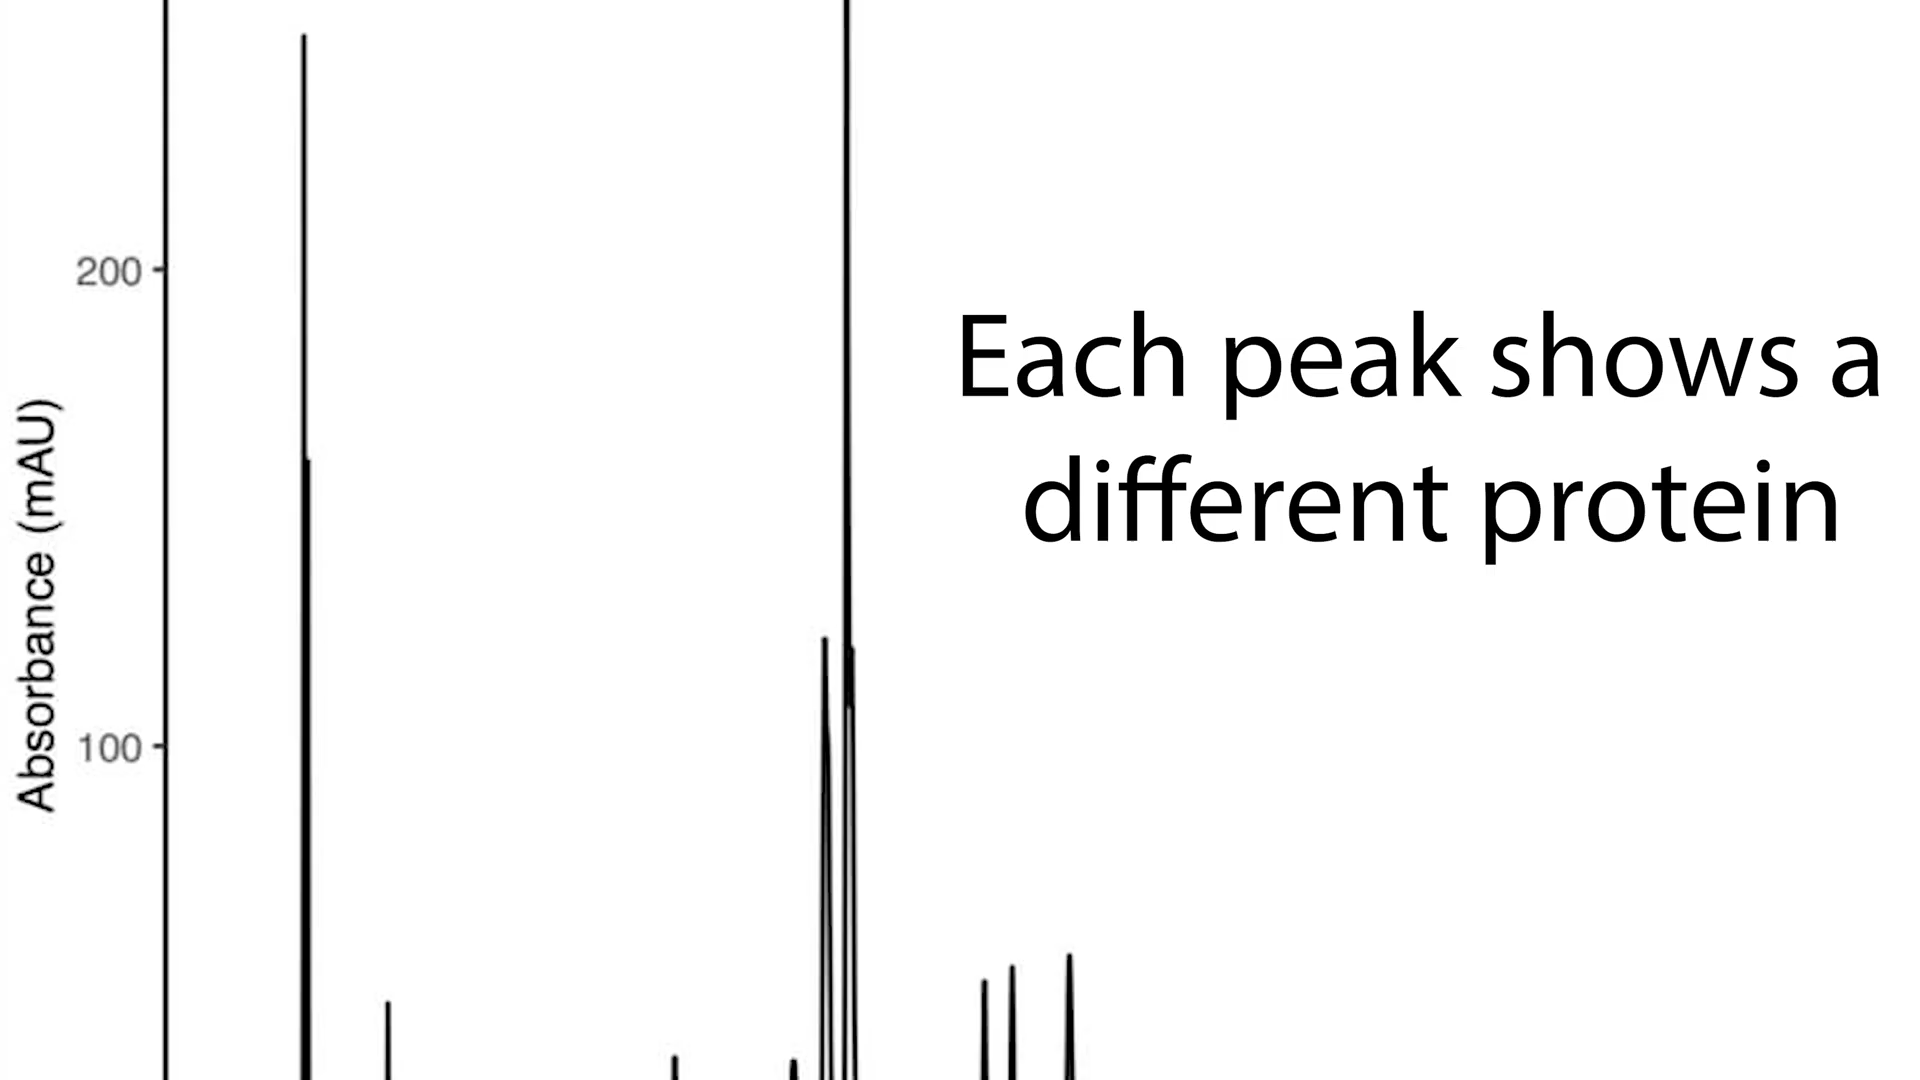 200
Each peak shows a
different protein
Absorbance (mAU)
100